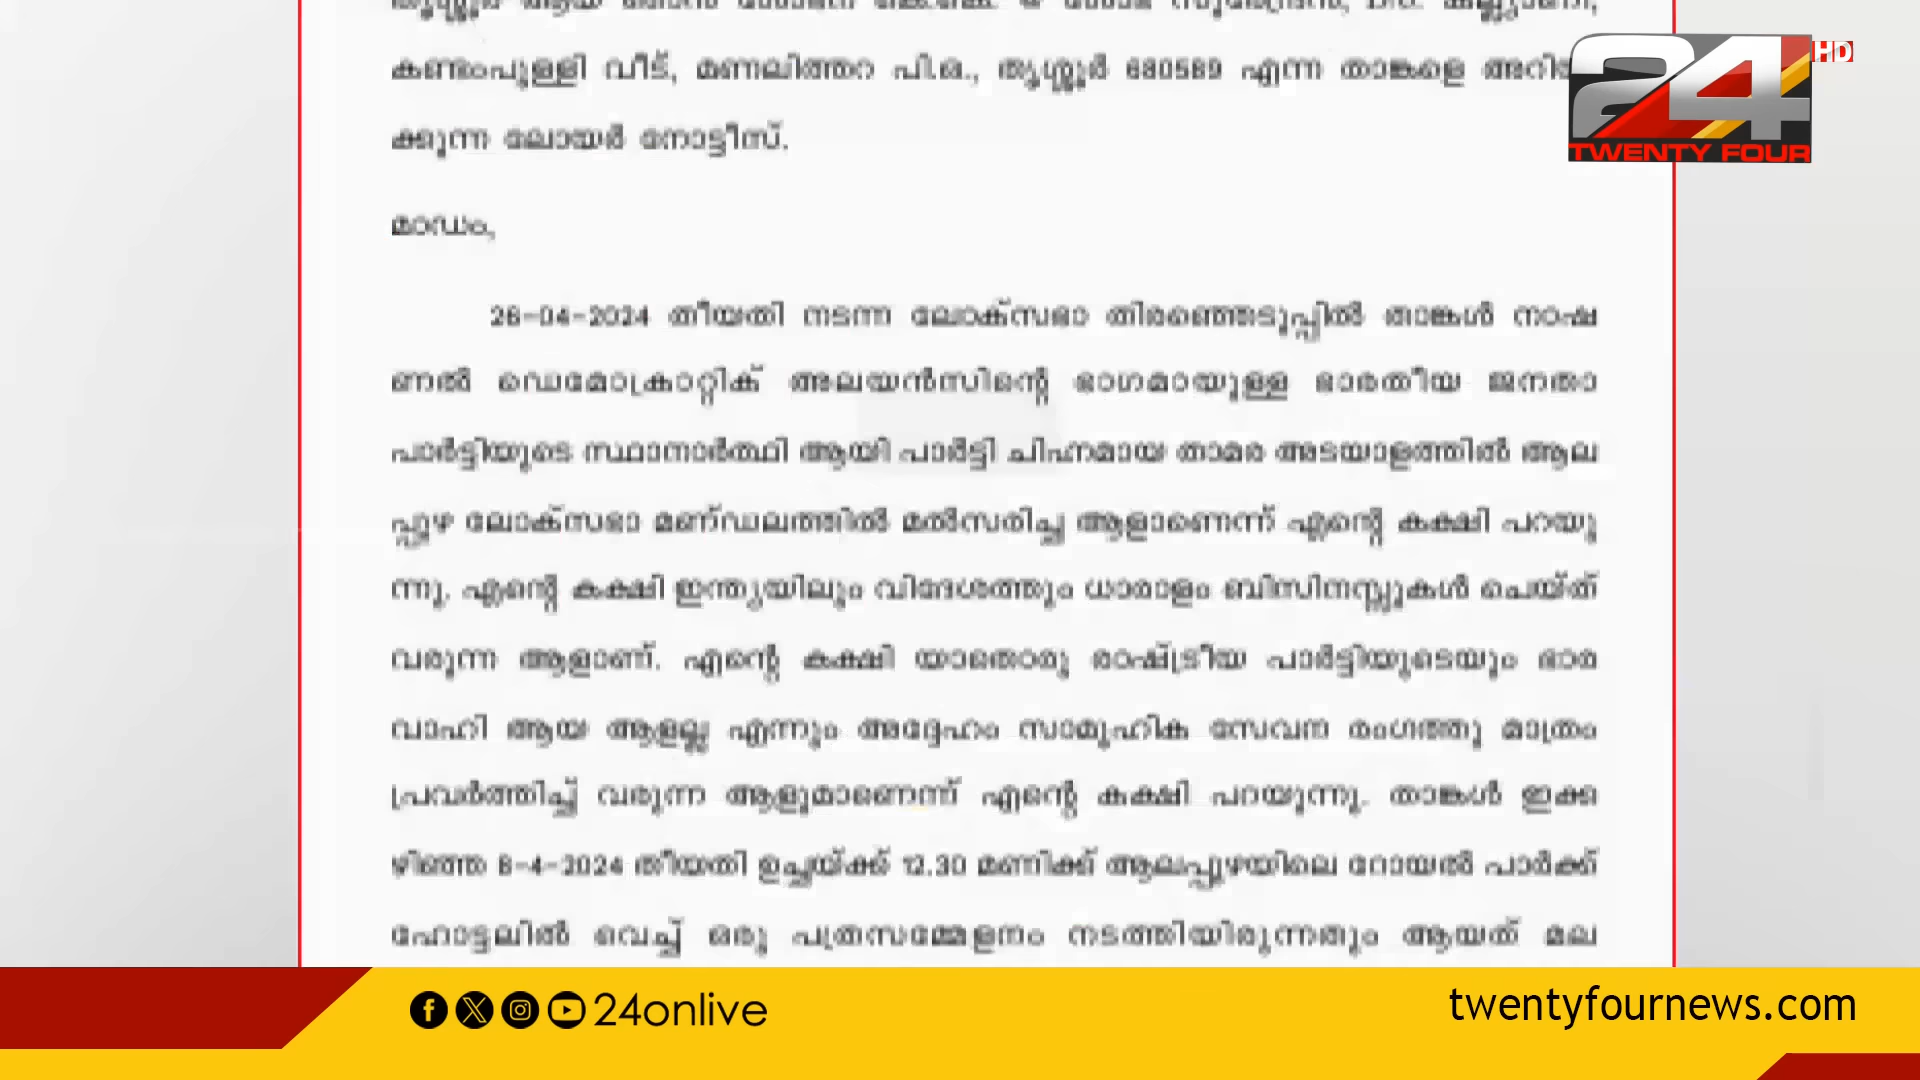 കണ്ടംപുള്ളി വീട്, മണലിത്തറ പി.ഒ., തൃശ്ശൂർ 680589 എന്ന താങ്കളെ അറിയി
ക്കുന്ന ലോയർ നോട്ടീസ്.
മാഡം,
26-04-2024 തീയതി നടന്ന ലോക്സഭാ തിരഞ്ഞെടുപ്പിൽ താങ്കൾ നാഷ
ണൽ ഡെമോക്രാറ്റിക് അലയൻസിന്റെ ഭാഗമായുള്ള ഭാരതീയ ജനതാ
പാർട്ടിയുടെ സ്ഥാനാർത്ഥി ആയി പാർട്ടി ചിഹ്നമായ താമര അടയാളത്തിൽ ആല
പ്പുഴ ലോക്സഭാ മണ്ഡലത്തിൽ മൽസരിച്ച ആളാണെന്ന് എന്റെ കക്ഷി പറയു
ന്നു. എന്റെ കക്ഷി ഇന്ത്യയിലും വിദേശത്തും ധാരാളം ബിസിനസ്സുകൾ ചെയ്ത്
വരുന്ന ആളാണ്. എന്റെ കക്ഷി യാതൊരു രാഷ്ട്രീയ പാർട്ടിയുടെയും ഭാര
വാഹി ആയ ആളല്ല എന്നും അദ്ദേഹം സാമൂഹിക സേവന രംഗത്തു മാത്രം
പ്രവർത്തിച്ച് വരുന്ന ആളുമാണെന്ന് എന്റെ കക്ഷി പറയുന്നു. താങ്കൾ ഇക്ക
ഴിഞ്ഞ 8-4-2024 തീയതി ഉച്ചയ്ക്ക് 12.30 മണിക്ക് ആലപ്പുഴയിലെ റോയൽ പാർക്ക്
ഹോട്ടലിൽ വെച്ച് ഒരു പത്രസമ്മേളനം നടത്തിയിരുന്നതും ആയത് മല
24 HD
TWENTY FOUR
24onlive
twentyfournews.com